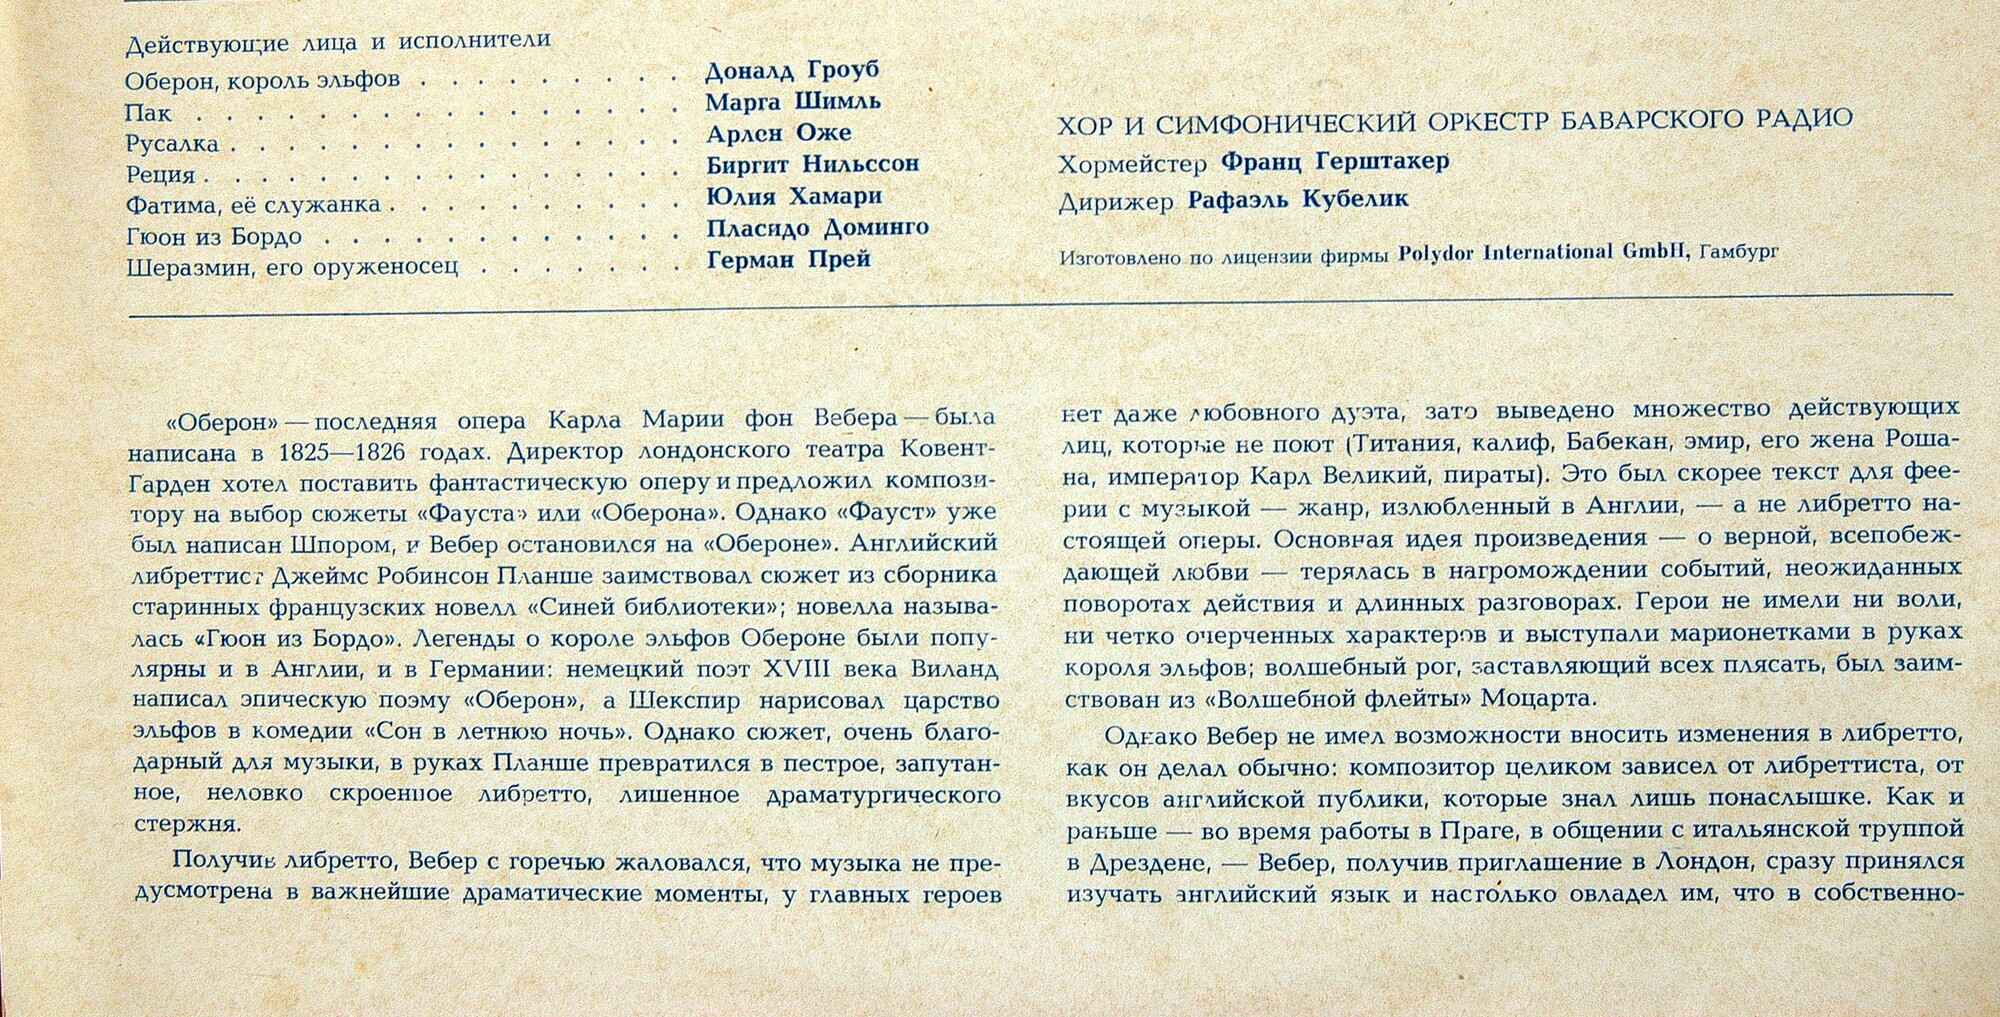 Действующие лица и исполнители
Оберон, король эльфов . . . . . . . . . Доналд Гроуб
Пак . . . . . . . . . . . . . . . . Марга Шимль
Русалка . . . . . . . . . . . . . . . Арлен Оже
Реция . . . . . . . . . . . . . . . . Биргит Нильссон
Фатима, её служанка . . . . . . . . . . Юлия Хамари
Гюон из Бордо . . . . . . . . . . . . Пласидо Доминго
Шеразмин, его оруженосец . . . . . . . Герман Прей
ХОР И СИМФОНИЧЕСКИЙ ОРКЕСТР БАВАРСКОГО РАДИО
Хормейстер Франц Герштакер
Дирижер Рафаэль Кубелик
Изготовлено по лицензии фирмы Polydor International GmbH, Гамбург
«Оберон» — последняя опера Карла Марии фон Вебера — была
написана в 1825—1826 годах. Директор лондонского театра Ковент-
Гарден хотел поставить фантастическую оперу и предложил компози-
тору на выбор сюжеты «Фауста» или «Оберона». Однако «Фауст» уже
был написан Шпором, и Вебер остановился на «Обероне». Английский
либреттист Джеймс Робинсон Планше заимствовал сюжет из сборника
старинных французских новелл «Синей библиотеки»; новелла называ-
лась «Гюон из Бордо». Легенды о короле эльфов Обероне были попу-
лярны и в Англии, и в Германии: немецкий поэт XVIII века Виланд
написал эпическую поэму «Оберон», а Шекспир нарисовал царство
эльфов в комедии «Сон в летнюю ночь». Однако сюжет, очень благо-
дарный для музыки, в руках Планше превратился в пестрое, запутан-
ное, неловко скроенное либретто, лишенное драматургического
стержня.
Получив либретто, Вебер с горечью жаловался, что музыка не пре-
дусмотрена в важнейшие драматические моменты, у главных героев
нет даже любовного дуэта, зато выведено множество действующих
лиц, которые не поют (Титания, калиф, Бабекан, эмир, его жена Роша-
на, император Карл Великий, пираты). Это был скорее текст для фее-
рии с музыкой — жанр, излюбленный в Англии, — а не либретто на-
стоящей оперы. Основная идея произведения — о верной, всепобеж-
дающей любви — терялась в нагромождении событий, неожиданных
поворотах действия и длинных разговорах. Герои не имели ни воли,
ни четко очерченных характеров и выступали марионетками в руках
короля эльфов; волшебный рог, заставляющий всех плясать, был заим-
ствован из «Волшебной флейты» Моцарта.
Однако Вебер не имел возможности вносить изменения в либретто,
как он делал обычно: композитор целиком зависел от либреттиста, от
вкусов английской публики, которые знал лишь понаслышке. Как и
раньше — во время работы в Праге, в общении с итальянской труппой
в Дрездене, — Вебер, получив приглашение в Лондон, сразу принялся
изучать английский язык и настолько овладел им, что в собственно-